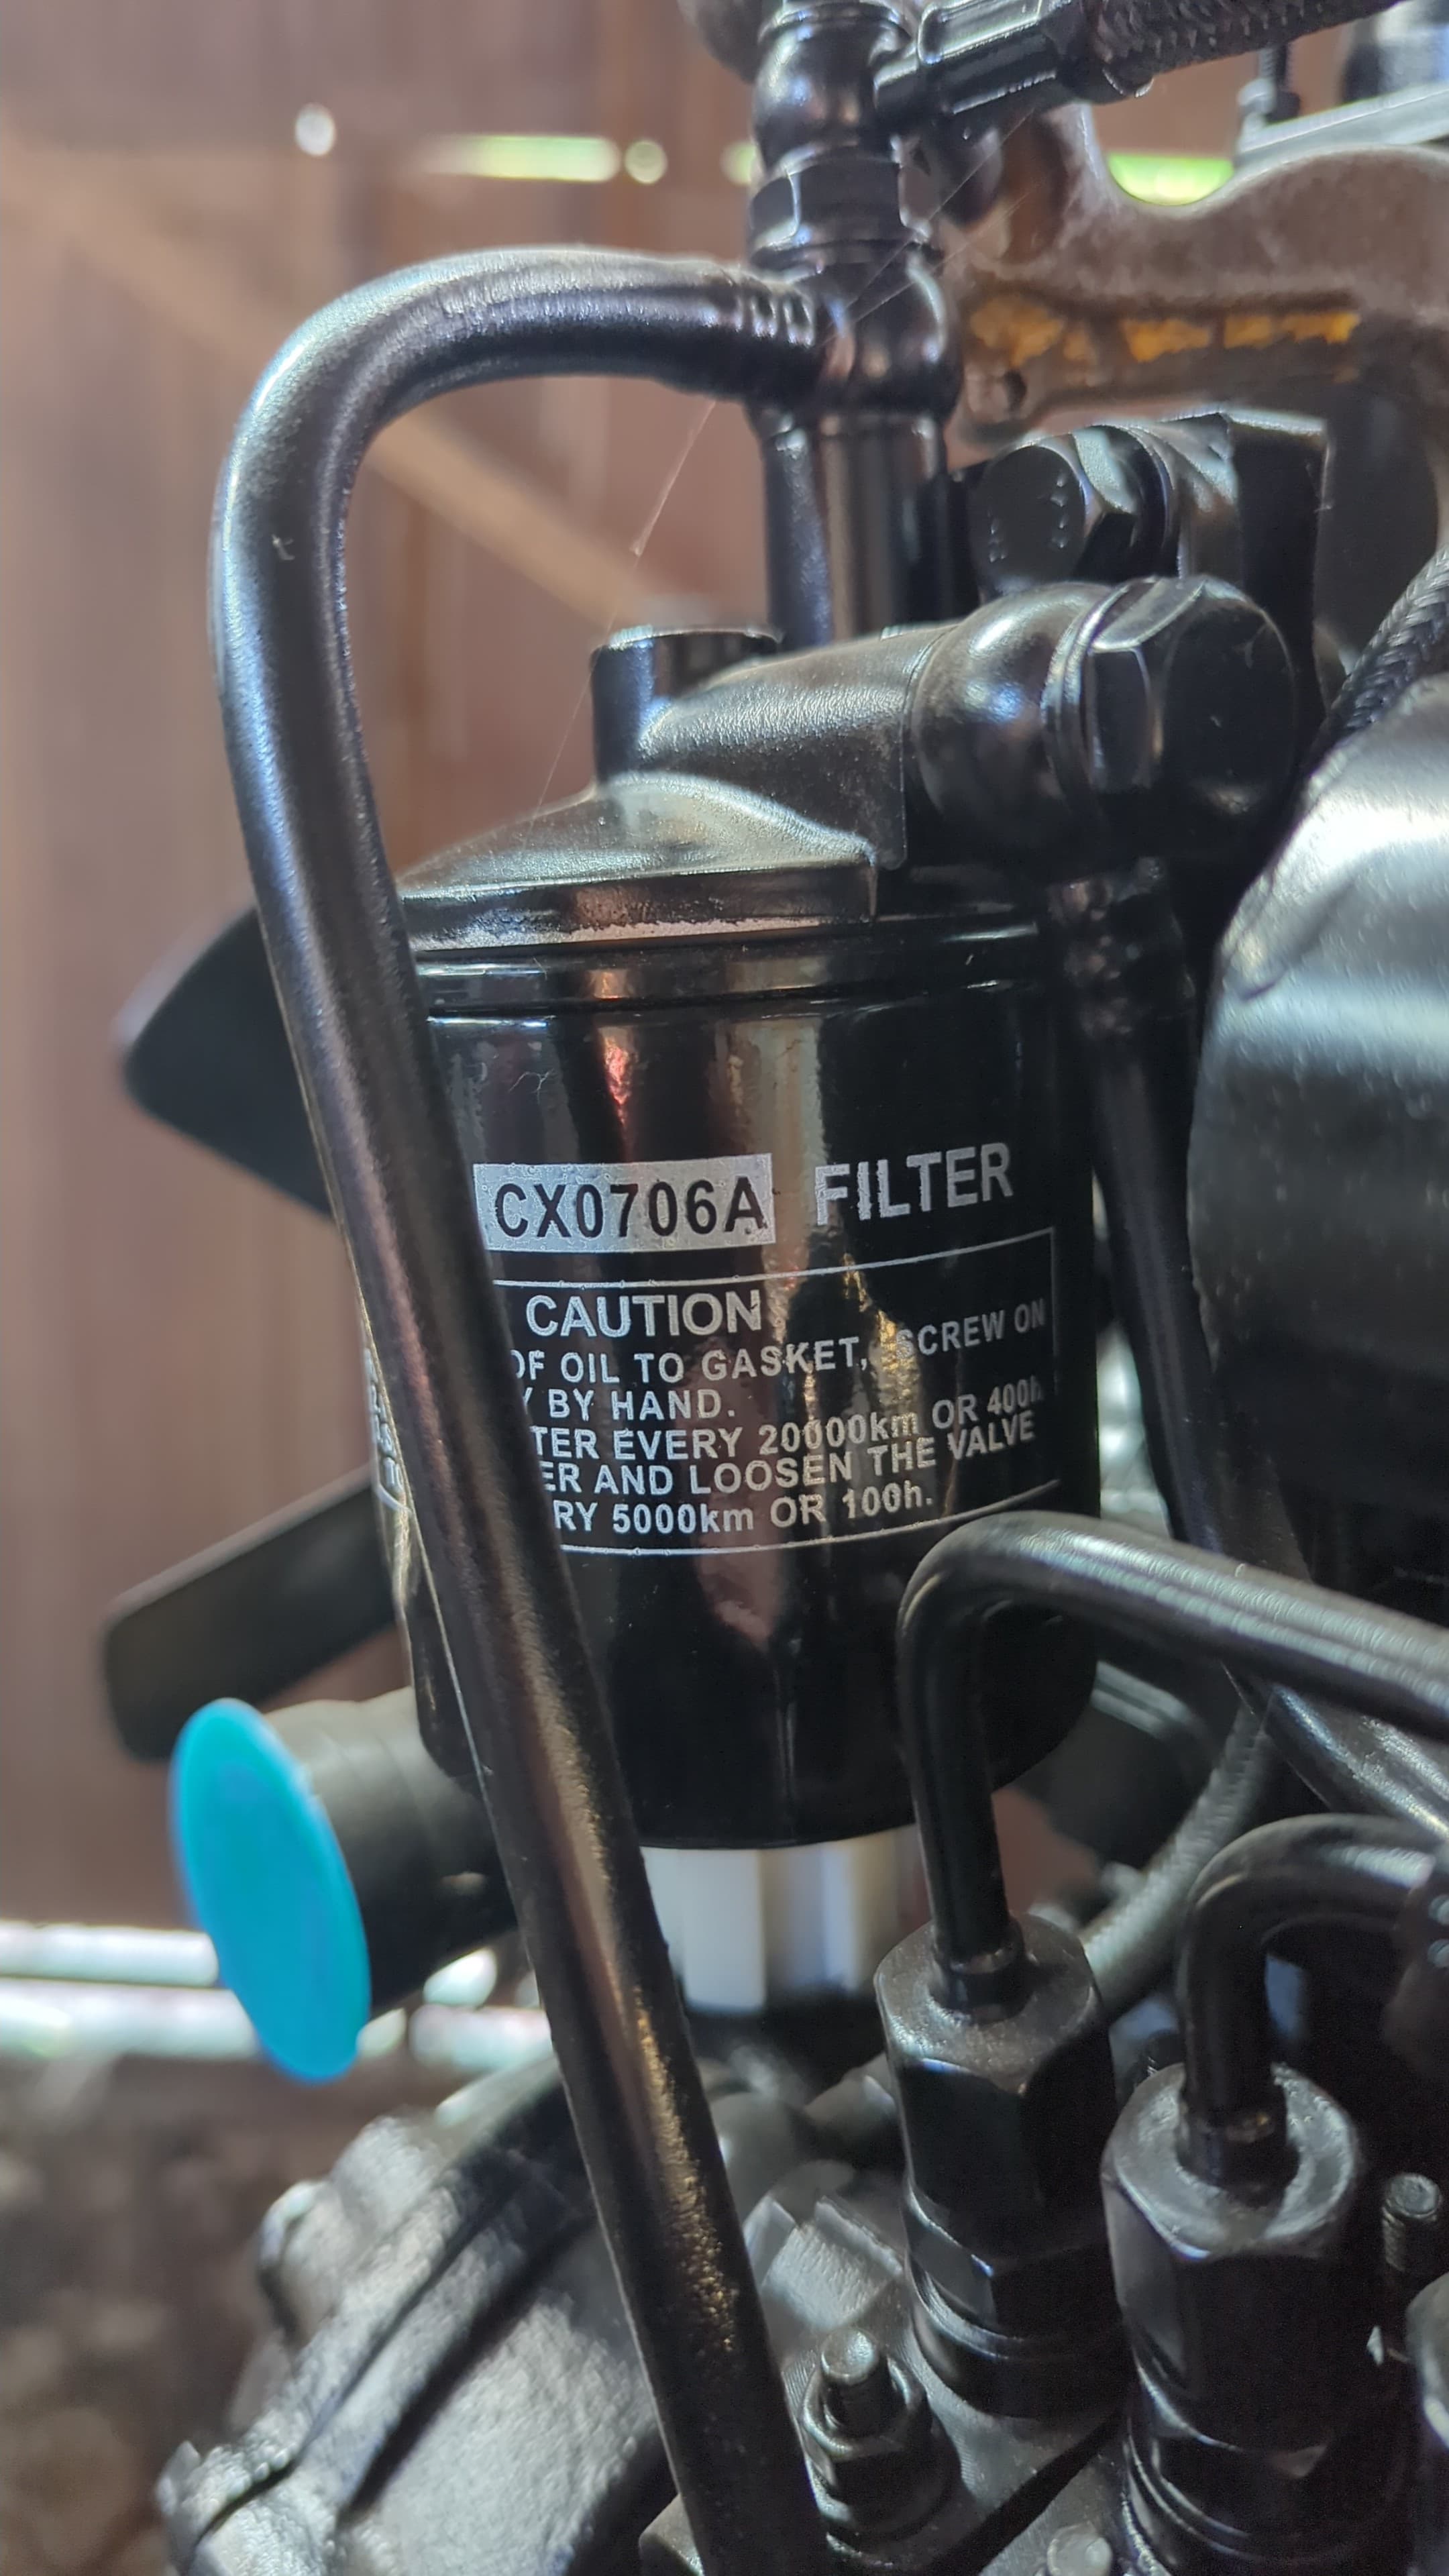 CX0706A FILTER
CAUTION
OF OIL TO GASKET, SCREW ON
BY HAND.
TER EVERY 20000km OR 400h
ER AND LOOSEN THE VALVE
RY 5000km OR 100h.